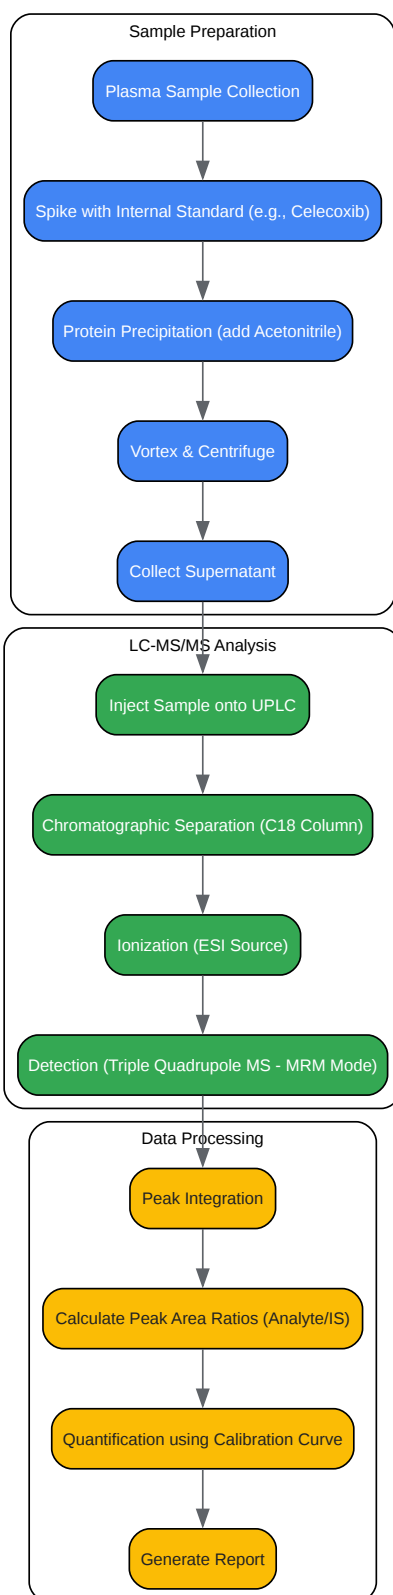 Sample Preparation
Plasma Sample Collection
Spike with Internal Standard (e.g., Celecoxib)
Protein Precipitation (add Acetonitrile)
Vortex & Centrifuge
Collect Supernatant
LC-MS/MS Analysis
Inject Sample onto UPLC
Chromatographic Separation (C18 Column)
Ionization (ESI Source)
Detection (Triple Quadrupole MS - MRM Mode)
Data Processing
Peak Integration
Calculate Peak Area Ratios (Analyte/IS)
Quantification using Calibration Curve
Generate Report